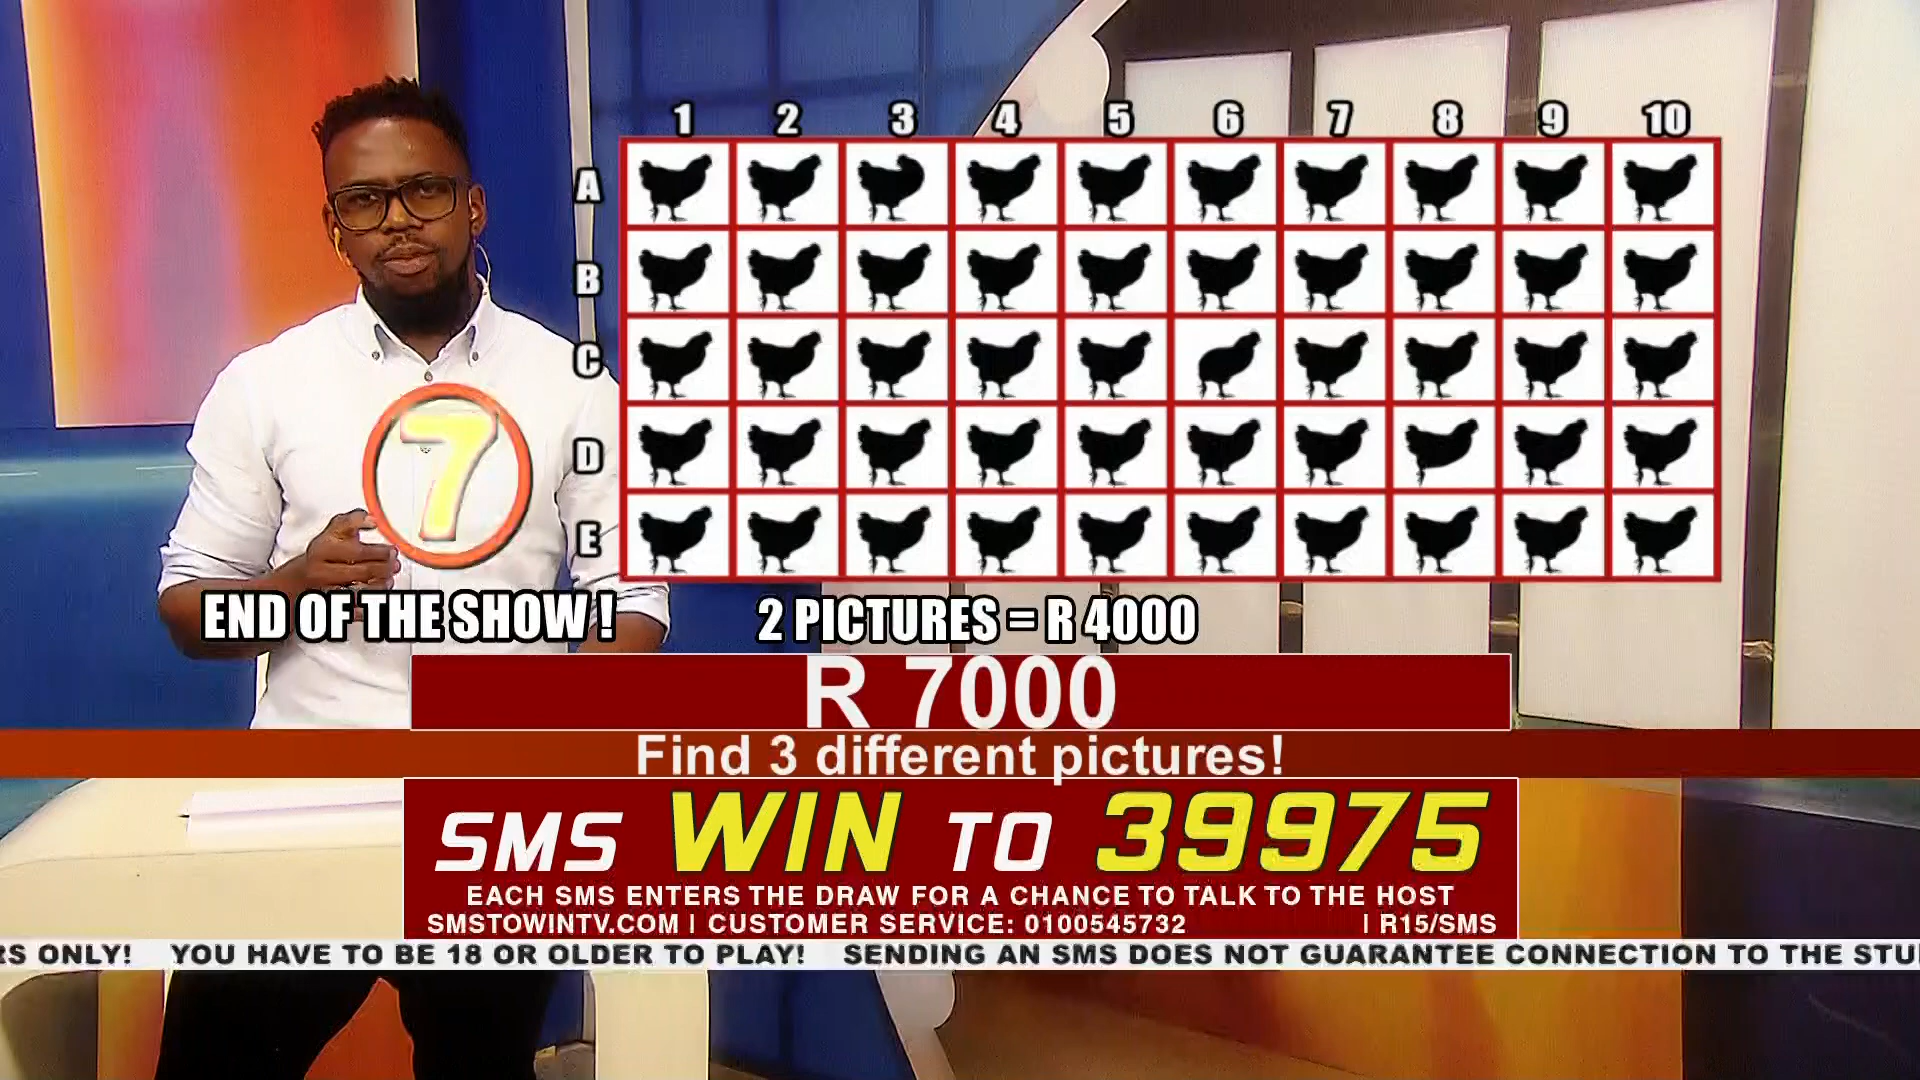 1 2 3 4 5 6 7 8 9 10
A
B
C
D
E
7
END OF THE SHOW !
2 PICTURES = R 4000
R 7000
Find 3 different pictures!
SMS WIN TO 39975
EACH SMS ENTERS THE DRAW FOR A CHANCE TO TALK TO THE HOST
SMSTOWINTV.COM | CUSTOMER SERVICE: 0100545732 | R15/SMS
RS ONLY! YOU HAVE TO BE 18 OR OLDER TO PLAY! SENDING AN SMS DOES NOT GUARANTEE CONNECTION TO THE STU